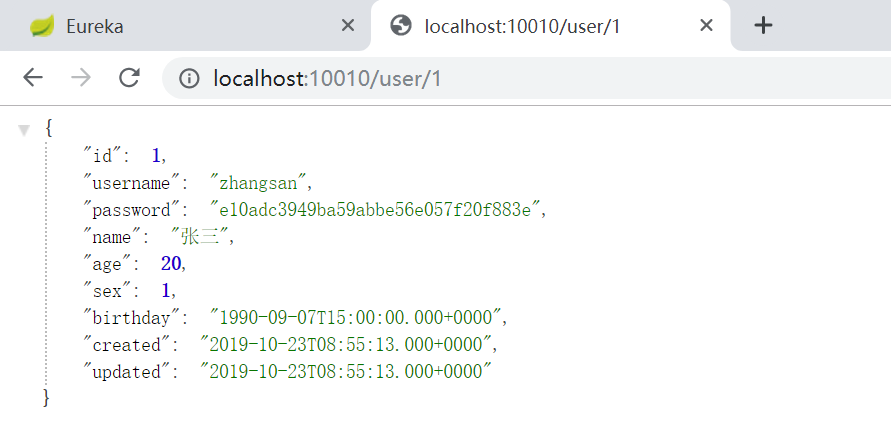 Eureka
localhost:10010/user/1
localhost:10010/user/1
{
"id": 1,
"username": "zhangsan",
"password": "e10adc3949ba59abbe56e057f20f883e",
"name": "张三",
"age": 20,
"sex": 1,
"birthday": "1990-09-07T15:00:00.000+0000",
"created": "2019-10-23T08:55:13.000+0000",
"updated": "2019-10-23T08:55:13.000+0000"
}